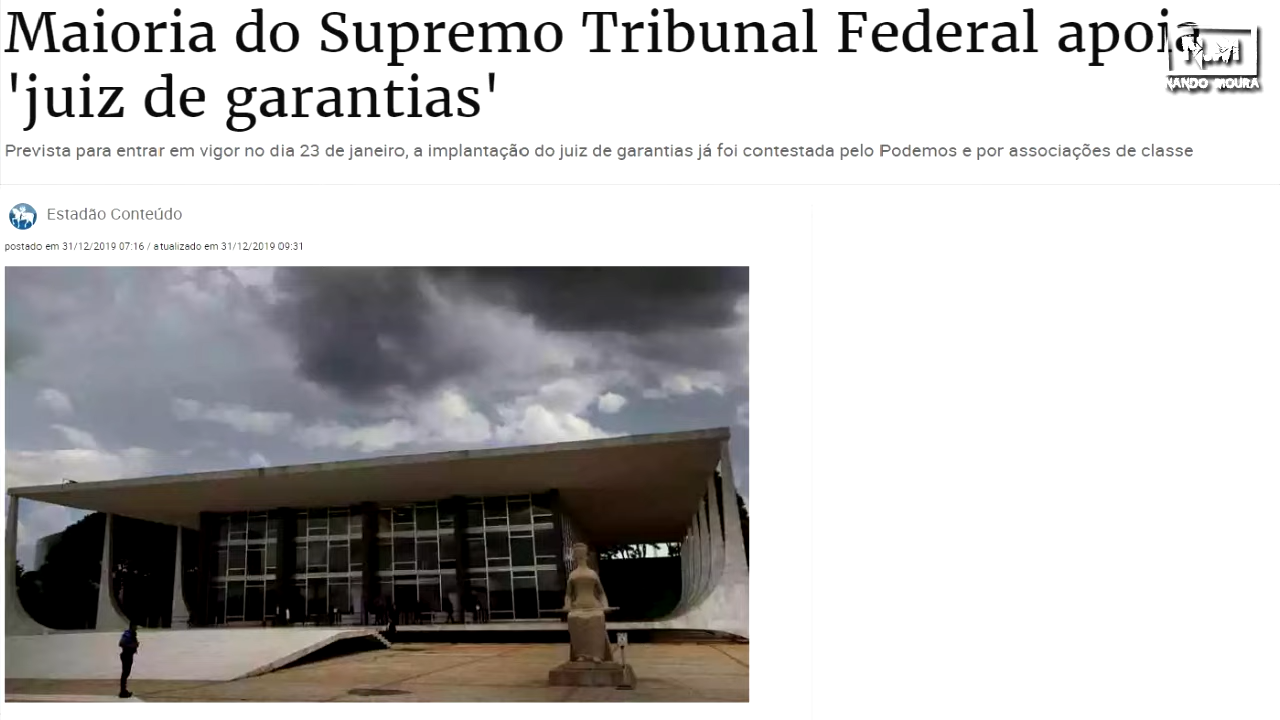 Maioria do Supremo Tribunal Federal apoia
'juiz de garantias'
Prevista para entrar em vigor no dia 23 de janeiro, a implantação do juiz de garantias já foi contestada pelo Podemos e por associações de classe
Estadão Conteúdo
postado em 31/12/2019 07:16 / atualizado em 31/12/2019 09:31
NANDO MOURA